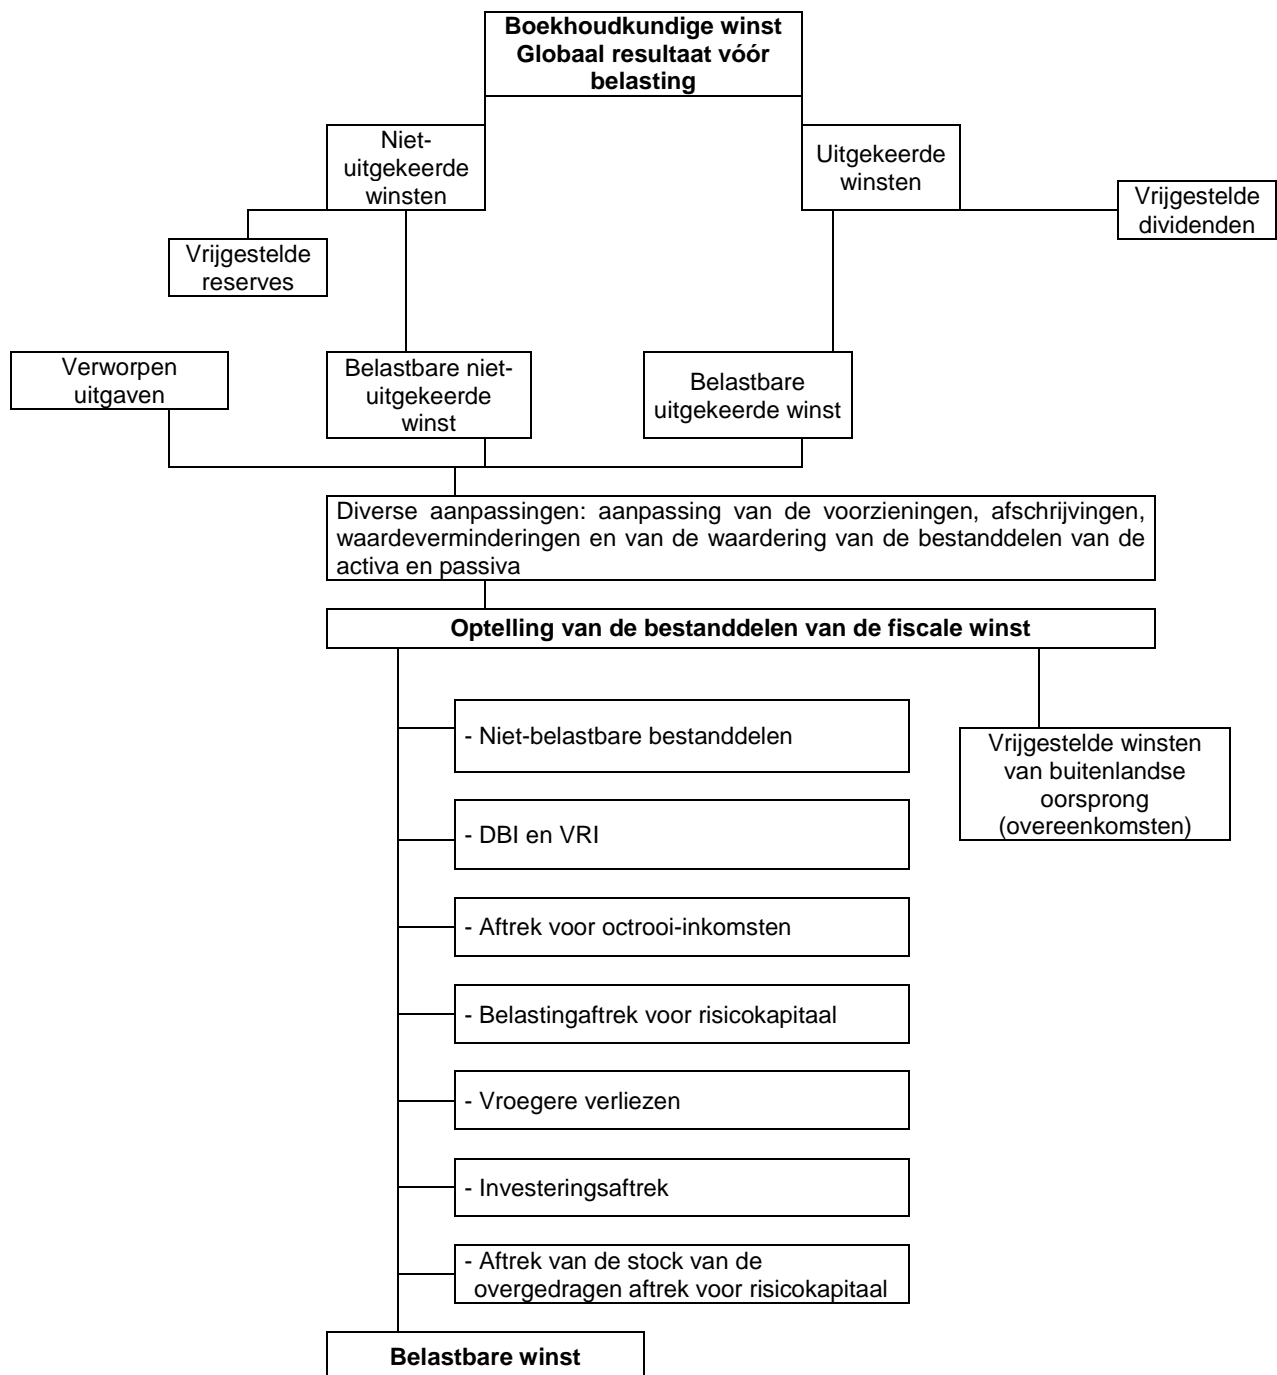 Boekhoudkundige winst
Globaal resultaat vóór
belasting
Niet-
uitgekeerde
winsten
Uitgekeerde
winsten
Vrijgestelde
dividenden
Vrijgestelde
reserves
Verworpen
uitgaven
Belastbare niet-
uitgekeerde
winst
Belastbare
uitgekeerde winst
Diverse aanpassingen: aanpassing van de voorzieningen, afschrijvingen,
waardeverminderingen en van de waardering van de bestanddelen van de
activa en passiva
Optelling van de bestanddelen van de fiscale winst
- Niet-belastbare bestanddelen
Vrijgestelde winsten
van buitenlandse
oorsprong
(overeenkomsten)
- DBI en VRI
- Aftrek voor octrooi-inkomsten
- Belastingaftrek voor risicokapitaal
- Vroegere verliezen
- Investeringsaftrek
- Aftrek van de stock van de
overgedragen aftrek voor risicokapitaal
Belastbare winst